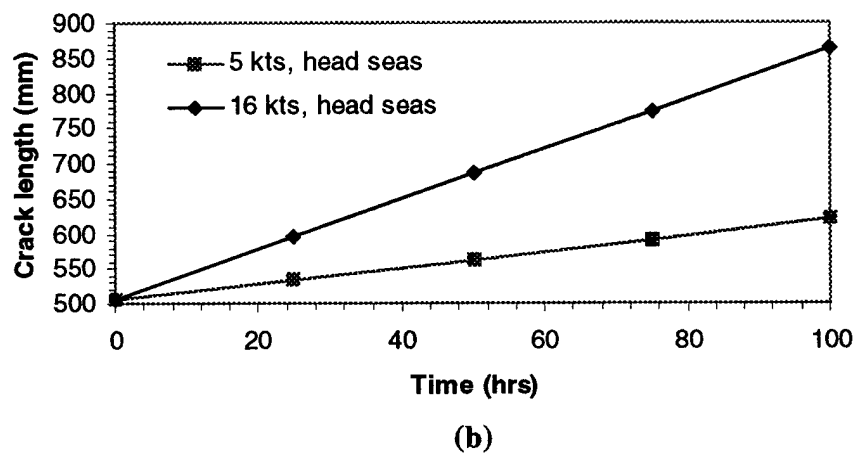 900
850
800
750
700
650
600
550
500
Crack length (mm)
5 kts, head seas
16 kts, head seas
0 20 40 60 80 100
Time (hrs)
(b)